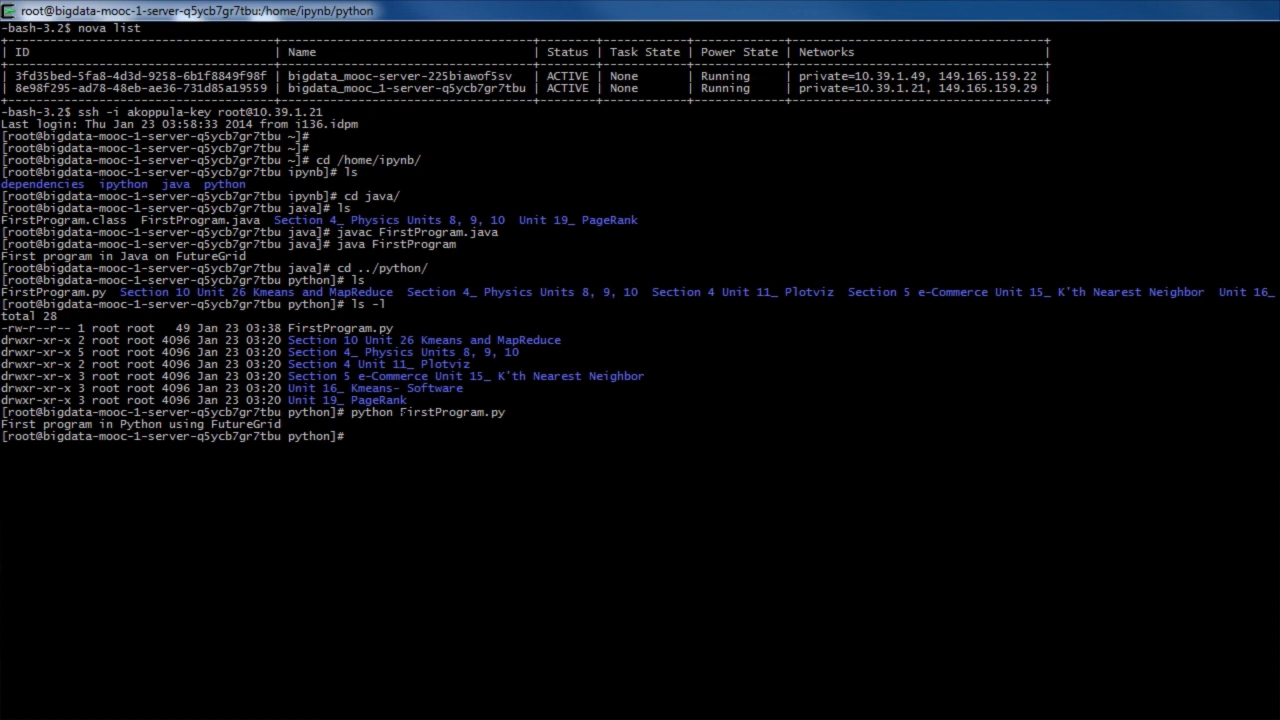 root@bigdata-mooc-1-server-q5ycb7gr7tbu:/home/ipynb/python
-bash-3.2$ nova list
+--------------------------------------+------------------------------------+--------+------------+-------------+-----------------------------------+
| ID | Name | Status | Task State | Power State | Networks |
+--------------------------------------+------------------------------------+--------+------------+-------------+-----------------------------------+
| 3fd35bed-5fa8-4d3d-9258-6b1f8849f98f | bigdata_mooc-server-225biawof5sv | ACTIVE | None | Running | private=10.39.1.49, 149.165.159.22 |
| 8e98f295-ad78-48eb-ae36-731d85a19559 | bigdata_mooc_1-server-q5ycb7gr7tbu | ACTIVE | None | Running | private=10.39.1.21, 149.165.159.29 |
+--------------------------------------+------------------------------------+--------+------------+-------------+-----------------------------------+
-bash-3.2$ ssh -i akoppula-key root@10.39.1.21
Last login: Thu Jan 23 03:58:33 2014 from i136.idpm
[root@bigdata-mooc-1-server-q5ycb7gr7tbu ~]#
[root@bigdata-mooc-1-server-q5ycb7gr7tbu ~]#
[root@bigdata-mooc-1-server-q5ycb7gr7tbu ~]# cd /home/ipynb/
[root@bigdata-mooc-1-server-q5ycb7gr7tbu ipynb]# ls
dependencies ipython java python
[root@bigdata-mooc-1-server-q5ycb7gr7tbu ipynb]# cd java/
[root@bigdata-mooc-1-server-q5ycb7gr7tbu java]# ls
FirstProgram.class FirstProgram.java Section 4_ Physics Units 8, 9, 10 Unit 19_ PageRank
[root@bigdata-mooc-1-server-q5ycb7gr7tbu java]# javac FirstProgram.java
[root@bigdata-mooc-1-server-q5ycb7gr7tbu java]# java FirstProgram
First program in Java on FutureGrid
[root@bigdata-mooc-1-server-q5ycb7gr7tbu java]# cd ../python/
[root@bigdata-mooc-1-server-q5ycb7gr7tbu python]# ls
FirstProgram.py Section 10 Unit 26 Kmeans and MapReduce Section 4_ Physics Units 8, 9, 10 Section 4 Unit 11_ Plotviz Section 5 e-Commerce Unit 15_ K'th Nearest Neighbor Unit 16_
[root@bigdata-mooc-1-server-q5ycb7gr7tbu python]# ls -l
total 28
-rw-r--r-- 1 root root 49 Jan 23 03:38 FirstProgram.py
drwxr-xr-x 2 root root 4096 Jan 23 03:20 Section 10 Unit 26 Kmeans and MapReduce
drwxr-xr-x 5 root root 4096 Jan 23 03:20 Section 4_ Physics Units 8, 9, 10
drwxr-xr-x 2 root root 4096 Jan 23 03:20 Section 4 Unit 11_ Plotviz
drwxr-xr-x 3 root root 4096 Jan 23 03:20 Section 5 e-Commerce Unit 15_ K'th Nearest Neighbor
drwxr-xr-x 3 root root 4096 Jan 23 03:20 Unit 16_ Kmeans- Software
drwxr-xr-x 3 root root 4096 Jan 23 03:20 Unit 19_ PageRank
[root@bigdata-mooc-1-server-q5ycb7gr7tbu python]# python FirstProgram.py
First program in Python using FutureGrid
[root@bigdata-mooc-1-server-q5ycb7gr7tbu python]#